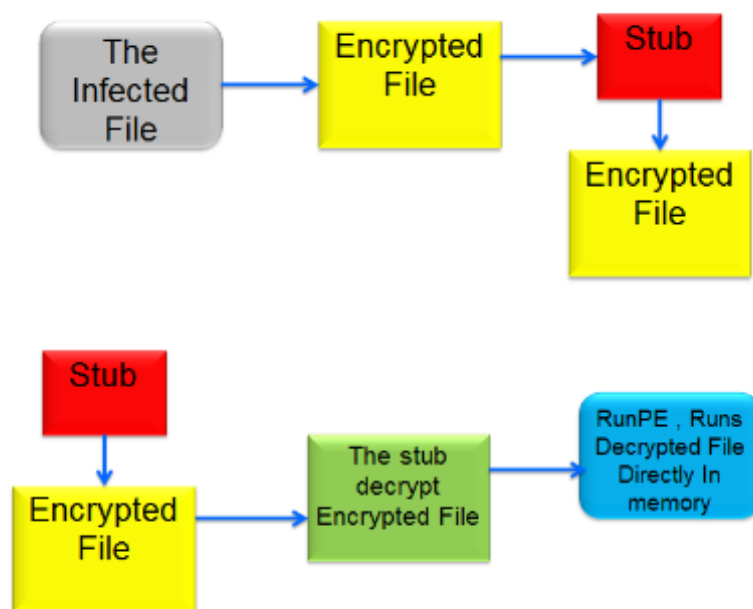 The
Infected
File
Encrypted
File
Stub
Encrypted
File
Stub
Encrypted
File
The stub
decrypt
Encrypted File
RunPE , Runs
Decrypted File
Directly In
memory